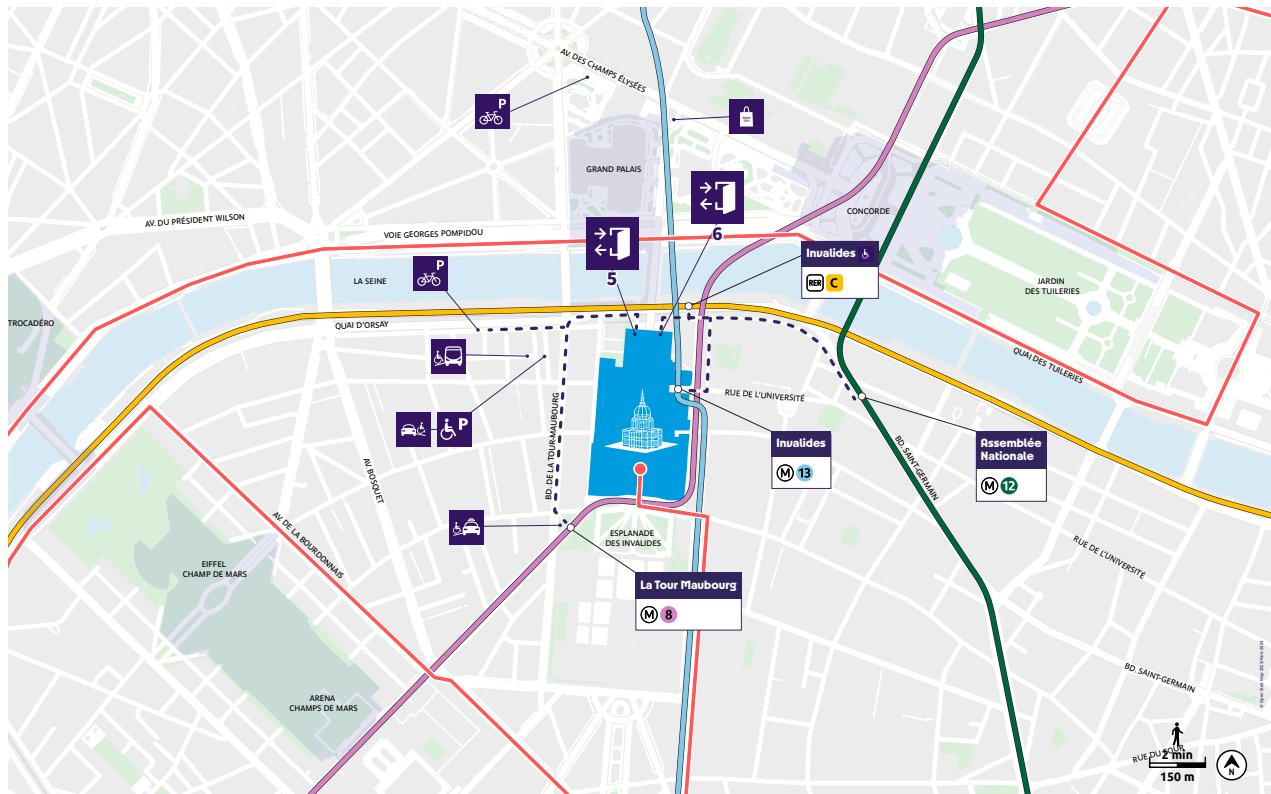 AV. DES CHAMPS ÉLYSÉES
P
GRAND PALAIS
6
5
CONCORDE
AV. DU PRÉSIDENT WILSON
VOIE GEORGES POMPIDOU
LA SEINE
P
Invalides
RER C
JARDIN
DES TUILERIES
TROCADÉRO
QUAI D'ORSAY
QUAI DES TUILERIES
RUE DE L'UNIVERSITÉ
BD. DE LA TOUR-MAUBOURG
P
Invalides
M 13
Assemblée
Nationale
M 12
BD. SAINT-GERMAIN
AV. BOSQUET
AV. DE LA BOURDONNAIS
ESPLANADE
DES INVALIDES
EIFFEL
CHAMP DE MARS
La Tour Maubourg
M 8
RUE DE L'UNIVERSITÉ
BD. SAINT-GERMAIN
ARENA
CHAMPS DE MARS
RUE DU FOUR
2 min
150 m
N